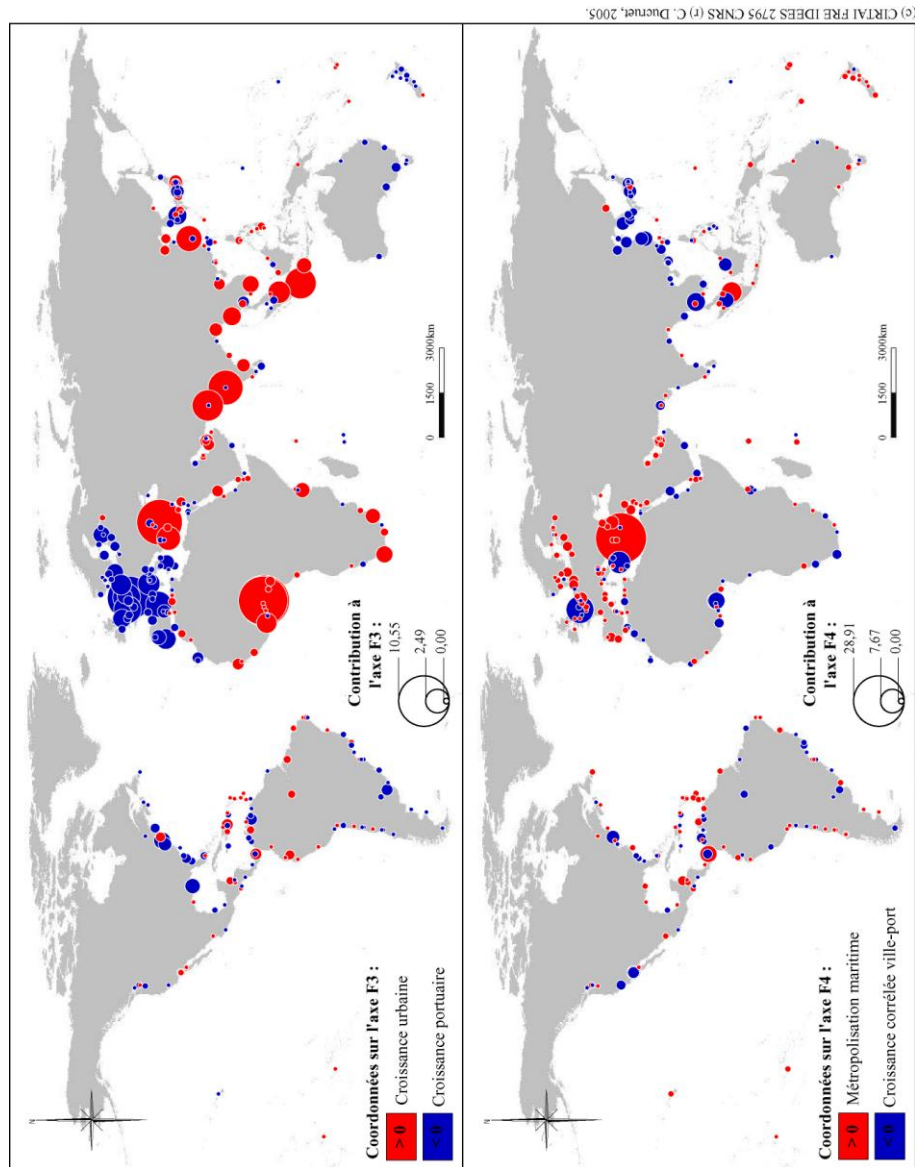 N
Coordonnées sur l'axe F3 :
> 0
Croissance urbaine
< 0
Croissance portuaire
Contribution à
l'axe F3 :
10,55
2,49
0,00
0 1500 3000km
Coordonnées sur l'axe F4 :
> 0
Métropolisation maritime
< 0
Croissance corrélée ville-port
Contribution à
l'axe F4 :
28,91
7,67
0,00
0 1500 3000km
N
(c) CIRTAI FRE IDEES 2795 CNRS (r) C. Ducruet, 2005.